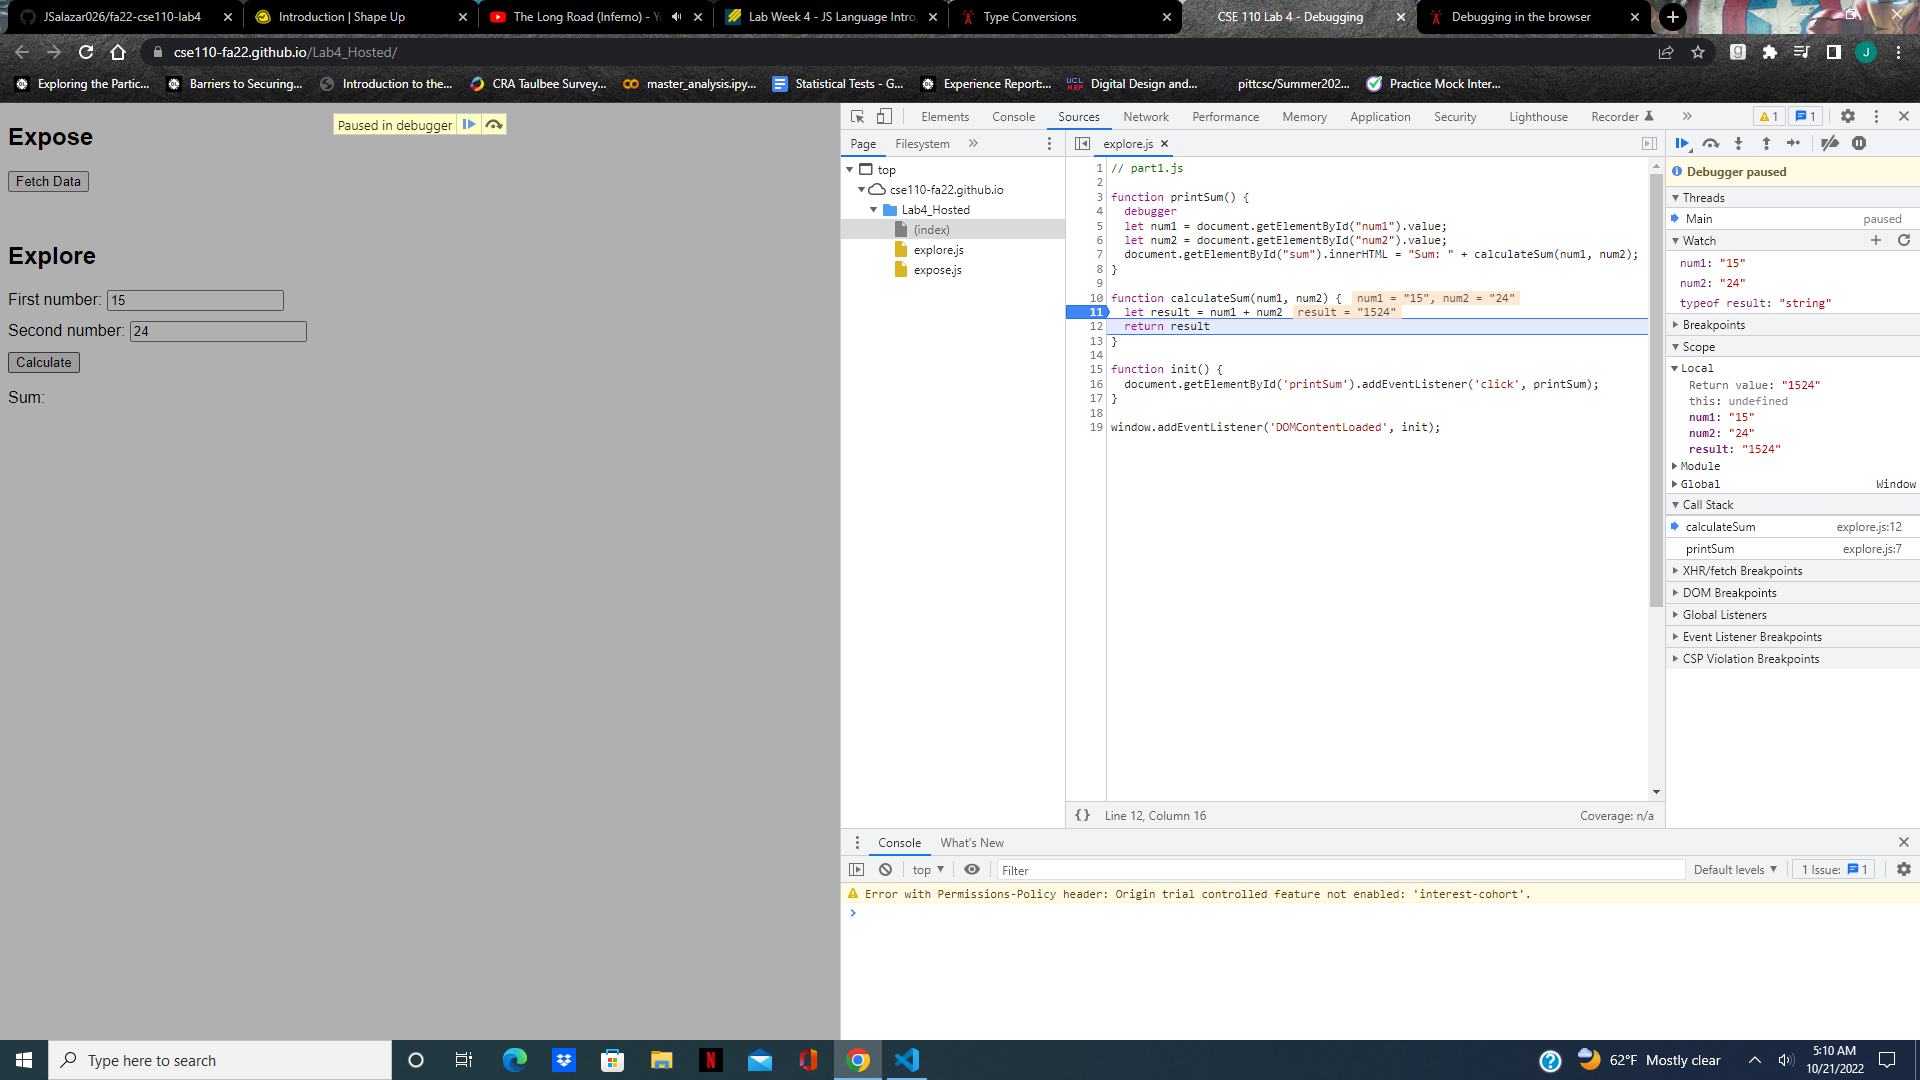 JSalazar026/fa22-cse110-lab4
Introduction | Shape Up
The Long Road (Inferno) - Yo
Lab Week 4 - JS Language Intro,
Type Conversions
CSE 110 Lab 4 - Debugging
Debugging in the browser
cse110-fa22.github.io/Lab4_Hosted/
J
Exploring the Partic...
Barriers to Securing...
Introduction to the...
CRA Taulbee Survey...
master_analysis.ipy...
Statistical Tests - G...
Experience Report:...
UCL
Digital Design and...
pittcsc/Summer202...
Practice Mock Inter...
Expose
Paused in debugger
Fetch Data
Explore
First number: 15
Second number: 24
Calculate
Sum:
Elements
Console
Sources
Network
Performance
Memory
Application
Security
Lighthouse
Recorder
1
1
Page
Filesystem
explore.js
top
cse110-fa22.github.io
Lab4_Hosted
(index)
explore.js
expose.js
1 // part1.js
2
3 function printSum() {
4 debugger
5 let num1 = document.getElementById("num1").value;
6 let num2 = document.getElementById("num2").value;
7 document.getElementById("sum").innerHTML = "Sum: " + calculateSum(num1, num2);
8 }
9
10 function calculateSum(num1, num2) { num1 = "15", num2 = "24"
11 let result = num1 + num2 result = "1524"
12 return result
13 }
14
15 function init() {
16 document.getElementById('printSum').addEventListener('click', printSum);
17 }
18
19 window.addEventListener('DOMContentLoaded', init);
{} Line 12, Column 16
Coverage: n/a
Debugger paused
Threads
Main paused
Watch
num1: "15"
num2: "24"
typeof result: "string"
Breakpoints
Scope
Local
Return value: "1524"
this: undefined
num1: "15"
num2: "24"
result: "1524"
Module
Global Window
Call Stack
calculateSum explore.js:12
printSum explore.js:7
XHR/fetch Breakpoints
DOM Breakpoints
Global Listeners
Event Listener Breakpoints
CSP Violation Breakpoints
Console
What's New
top
Filter
Default levels
1 Issue: 1
Error with Permissions-Policy header: Origin trial controlled feature not enabled: 'interest-cohort'.
Type here to search
N
62°F Mostly clear
5:10 AM
10/21/2022